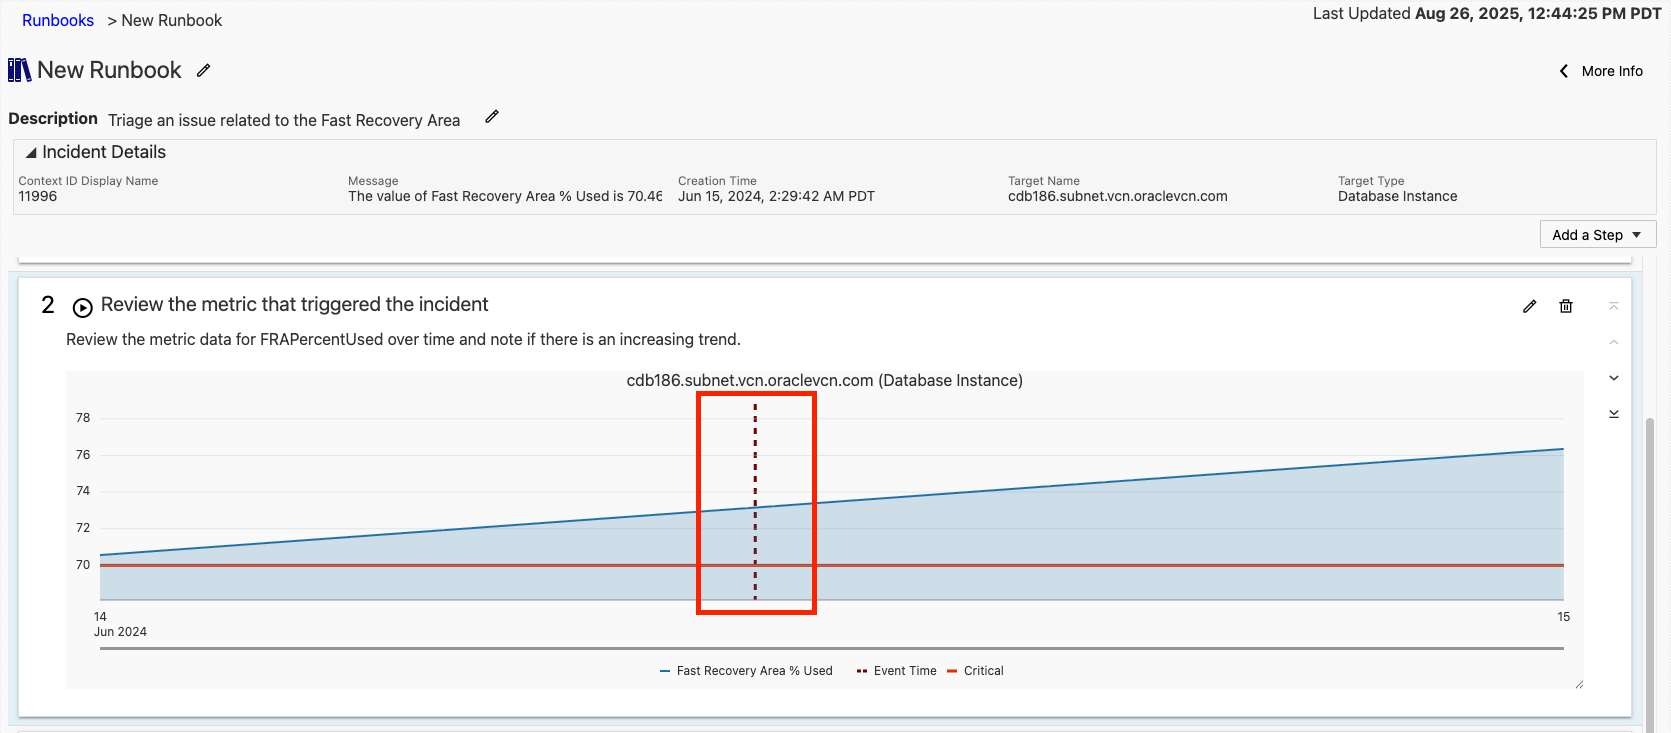 Runbooks > New Runbook
Last Updated Aug 26, 2025, 12:44:25 PM PDT
New Runbook
More Info
Description Triage an issue related to the Fast Recovery Area
Incident Details
Context ID Display Name
11996
Message
The value of Fast Recovery Area % Used is 70.46
Creation Time
Jun 15, 2024, 2:29:42 AM PDT
Target Name
cdb186.subnet.vcn.oraclevcn.com
Target Type
Database Instance
Add a Step
2 Review the metric that triggered the incident
Review the metric data for FRAPercentUsed over time and note if there is an increasing trend.
cdb186.subnet.vcn.oraclevcn.com (Database Instance)
78
76
74
72
70
14
Jun 2024
15
Fast Recovery Area % Used Event Time Critical